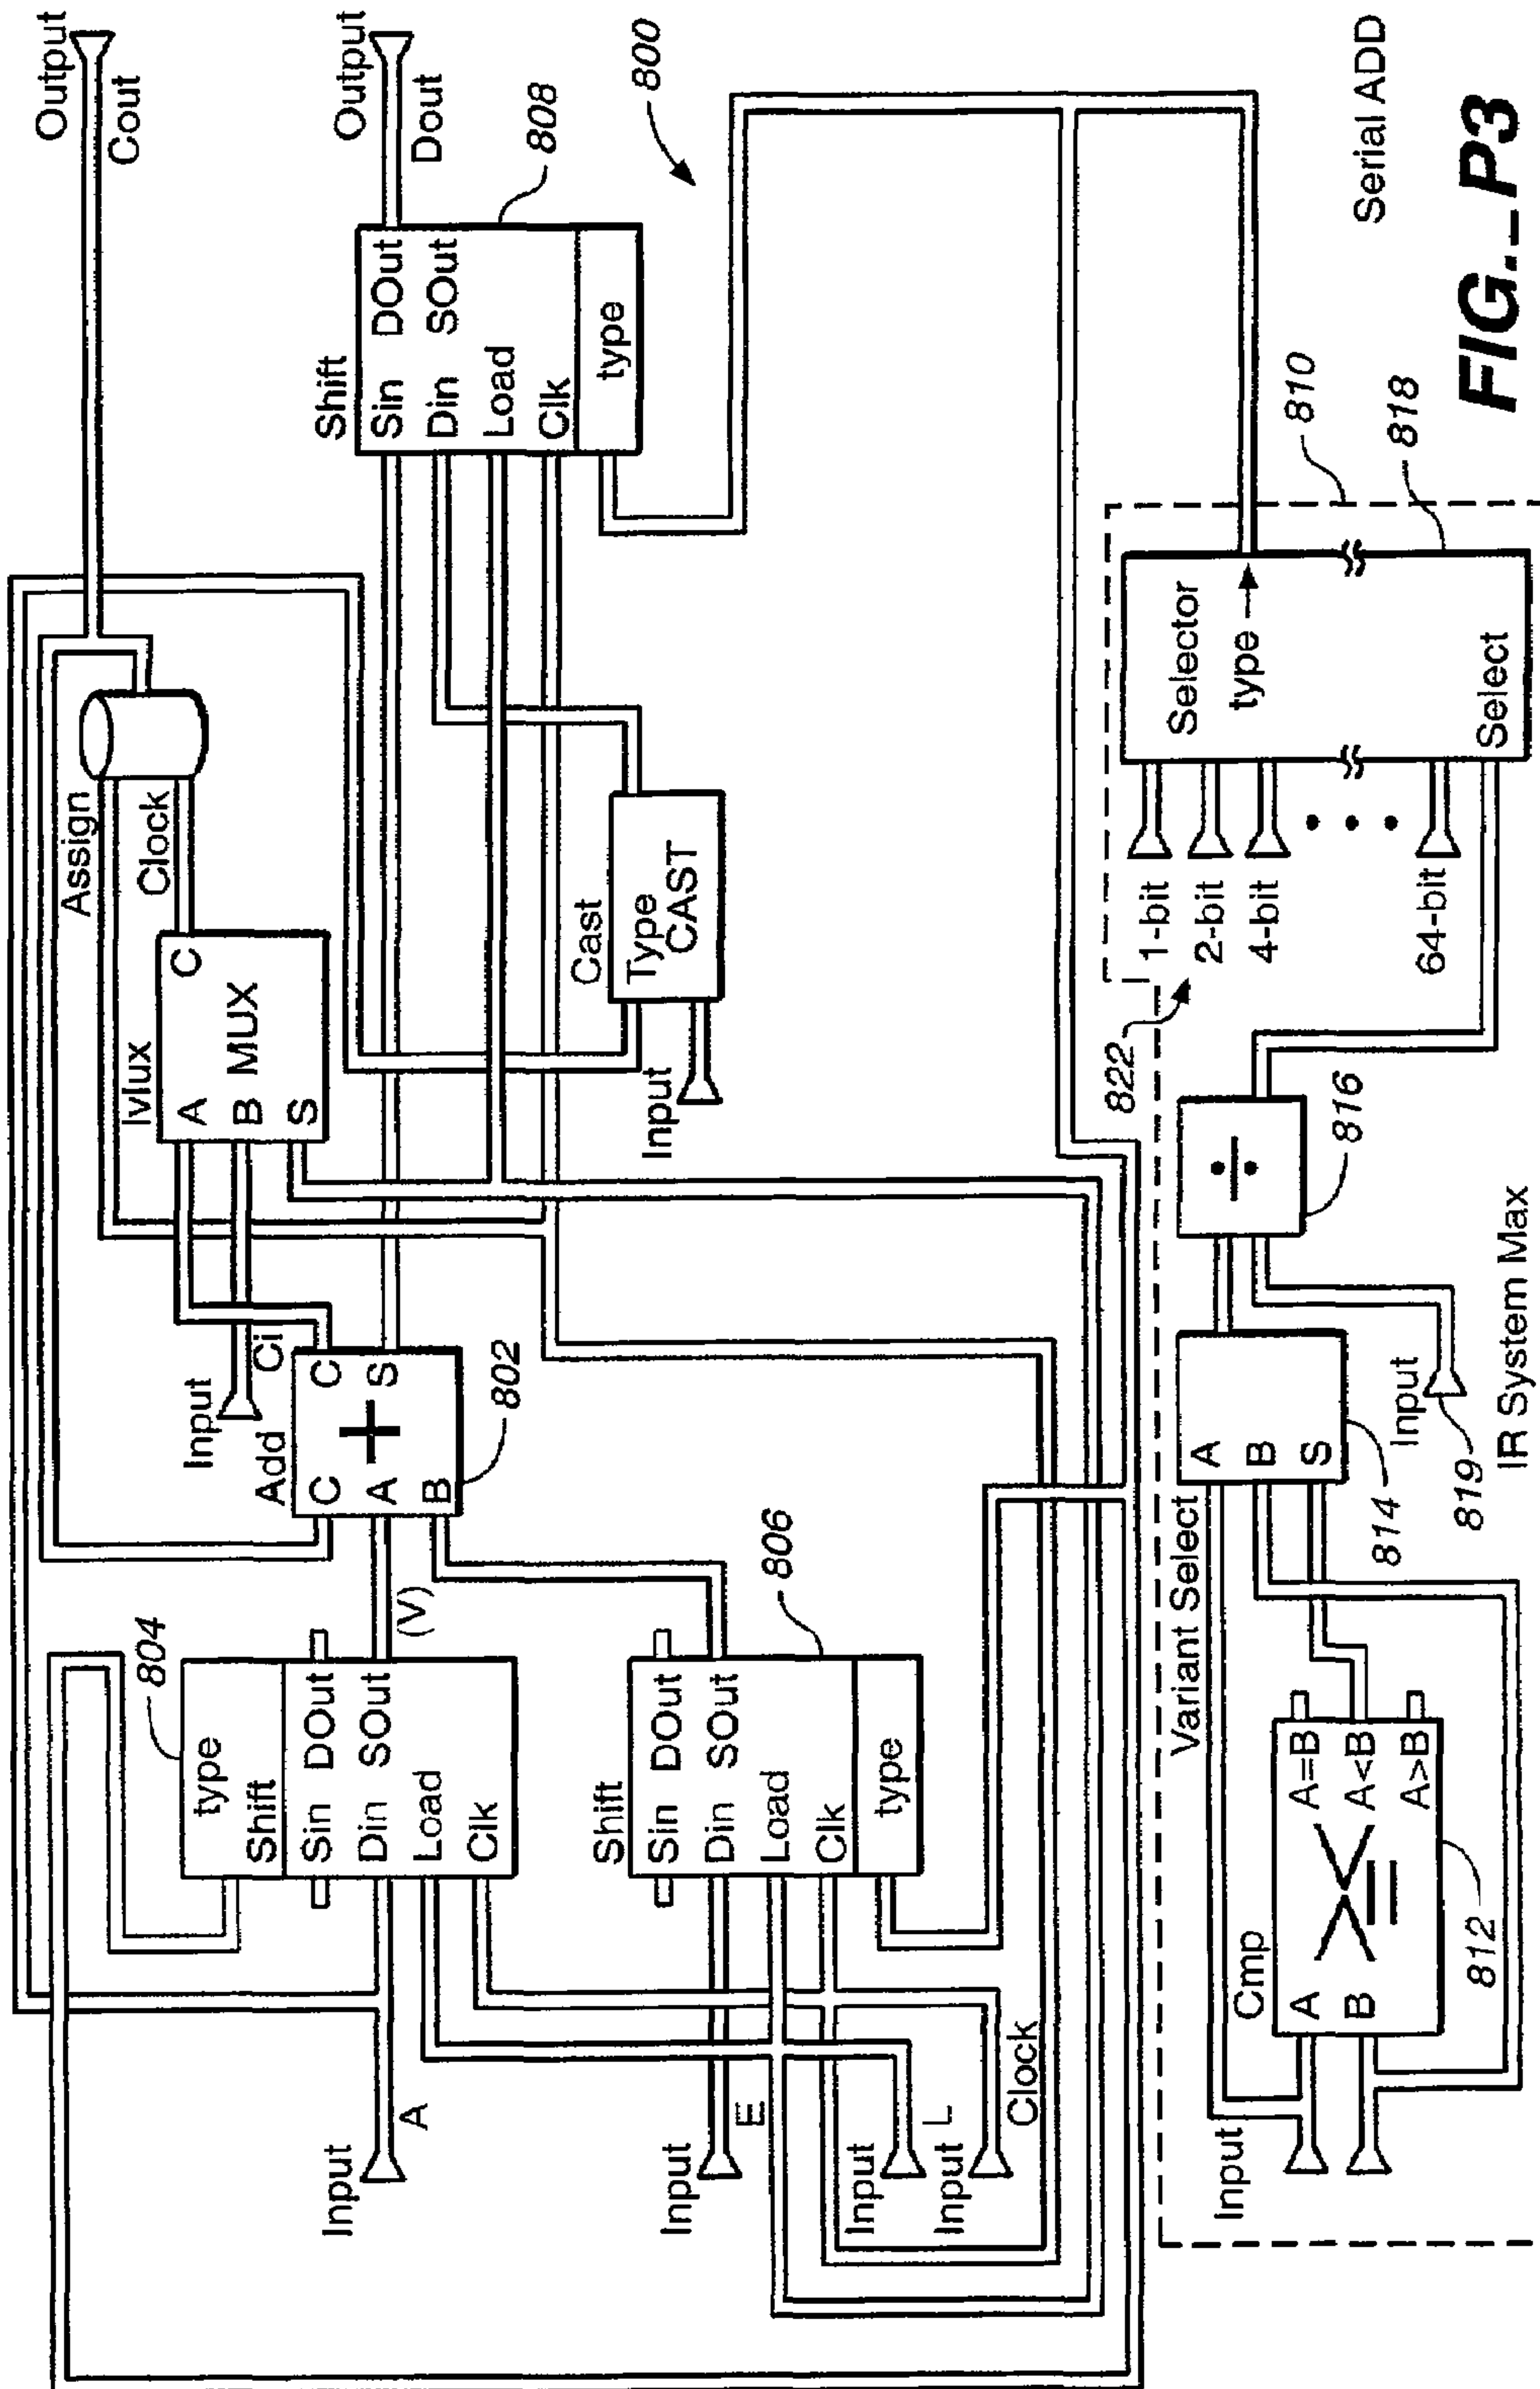 Output
Cout
Output
Dout
800
808
Shift
Sin DOut
Din SOut
Load
Clk
type
Assign
Clock
Ivlux
A
C
B MUX
S
Cast
Type
CAST
Input
Input
Ci
Add
C C
A + S
B
802
804
type
Shift
Sin DOut
Din SOut
Load
Clk
(V)
806
Shift
Sin DOut
Din SOut
Load
Clk
type
Input
A
Input
E
Input
L
Input
Clock
Variant Select
Input
Cmp
A A=B
B A<B
A>B
812
A
B
S
814
Input
819
IR System Max
÷
816
822
1-bit
2-bit
4-bit
64-bit
Selector
type
Select
810
818
Serial ADD
FIG._P3